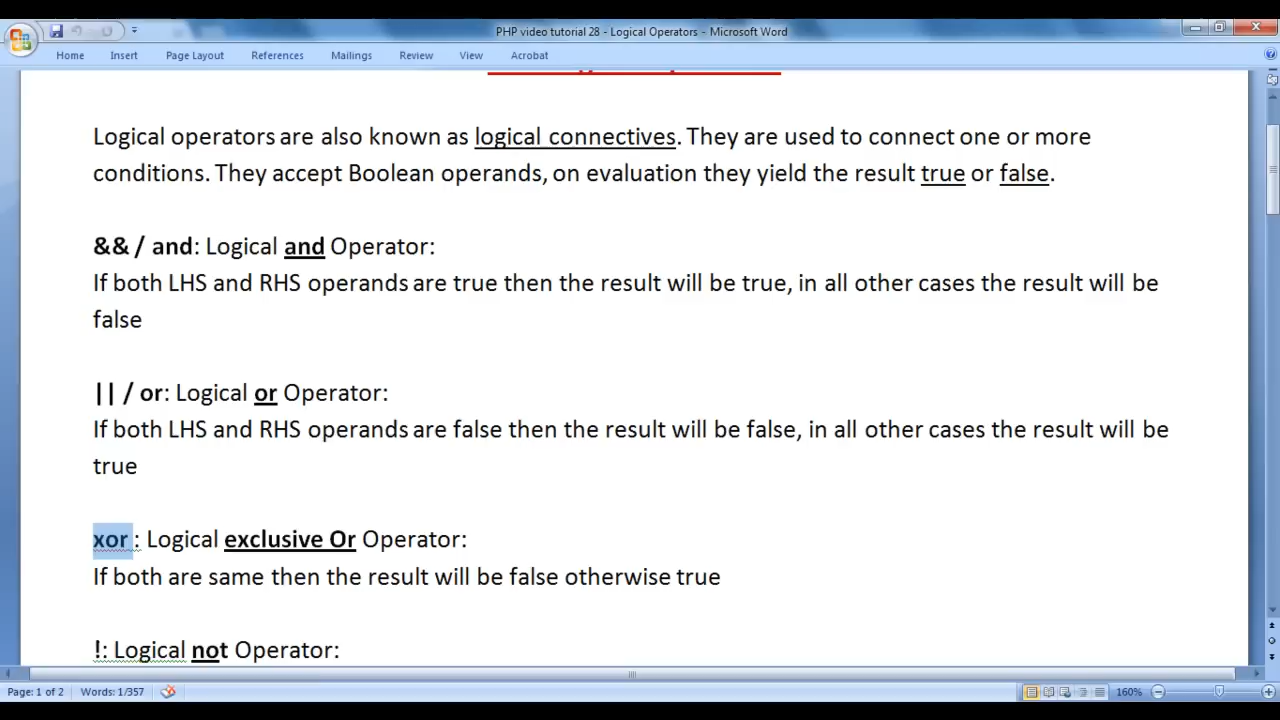 PHP video tutorial 28 - Logical Operators - Microsoft Word
Home Insert Page Layout References Mailings Review View Acrobat
Logical operators are also known as logical connectives. They are used to connect one or more
conditions. They accept Boolean operands, on evaluation they yield the result true or false.
&& / and: Logical and Operator:
If both LHS and RHS operands are true then the result will be true, in all other cases the result will be
false
|| / or: Logical or Operator:
If both LHS and RHS operands are false then the result will be false, in all other cases the result will be
true
xor : Logical exclusive Or Operator:
If both are same then the result will be false otherwise true
!: Logical not Operator:
Page: 1 of 2 Words: 1/357 160%